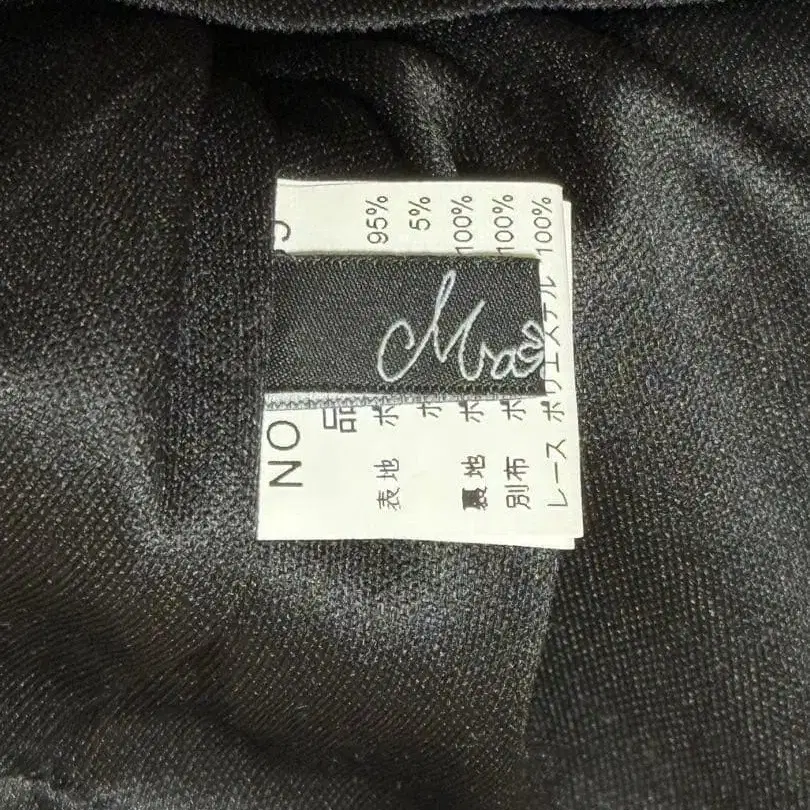 NO
品
表地 ポ 95%
ポ 5%
裏地 ポ 100%
別布 ポ 100%
レース ポリエステル 100%